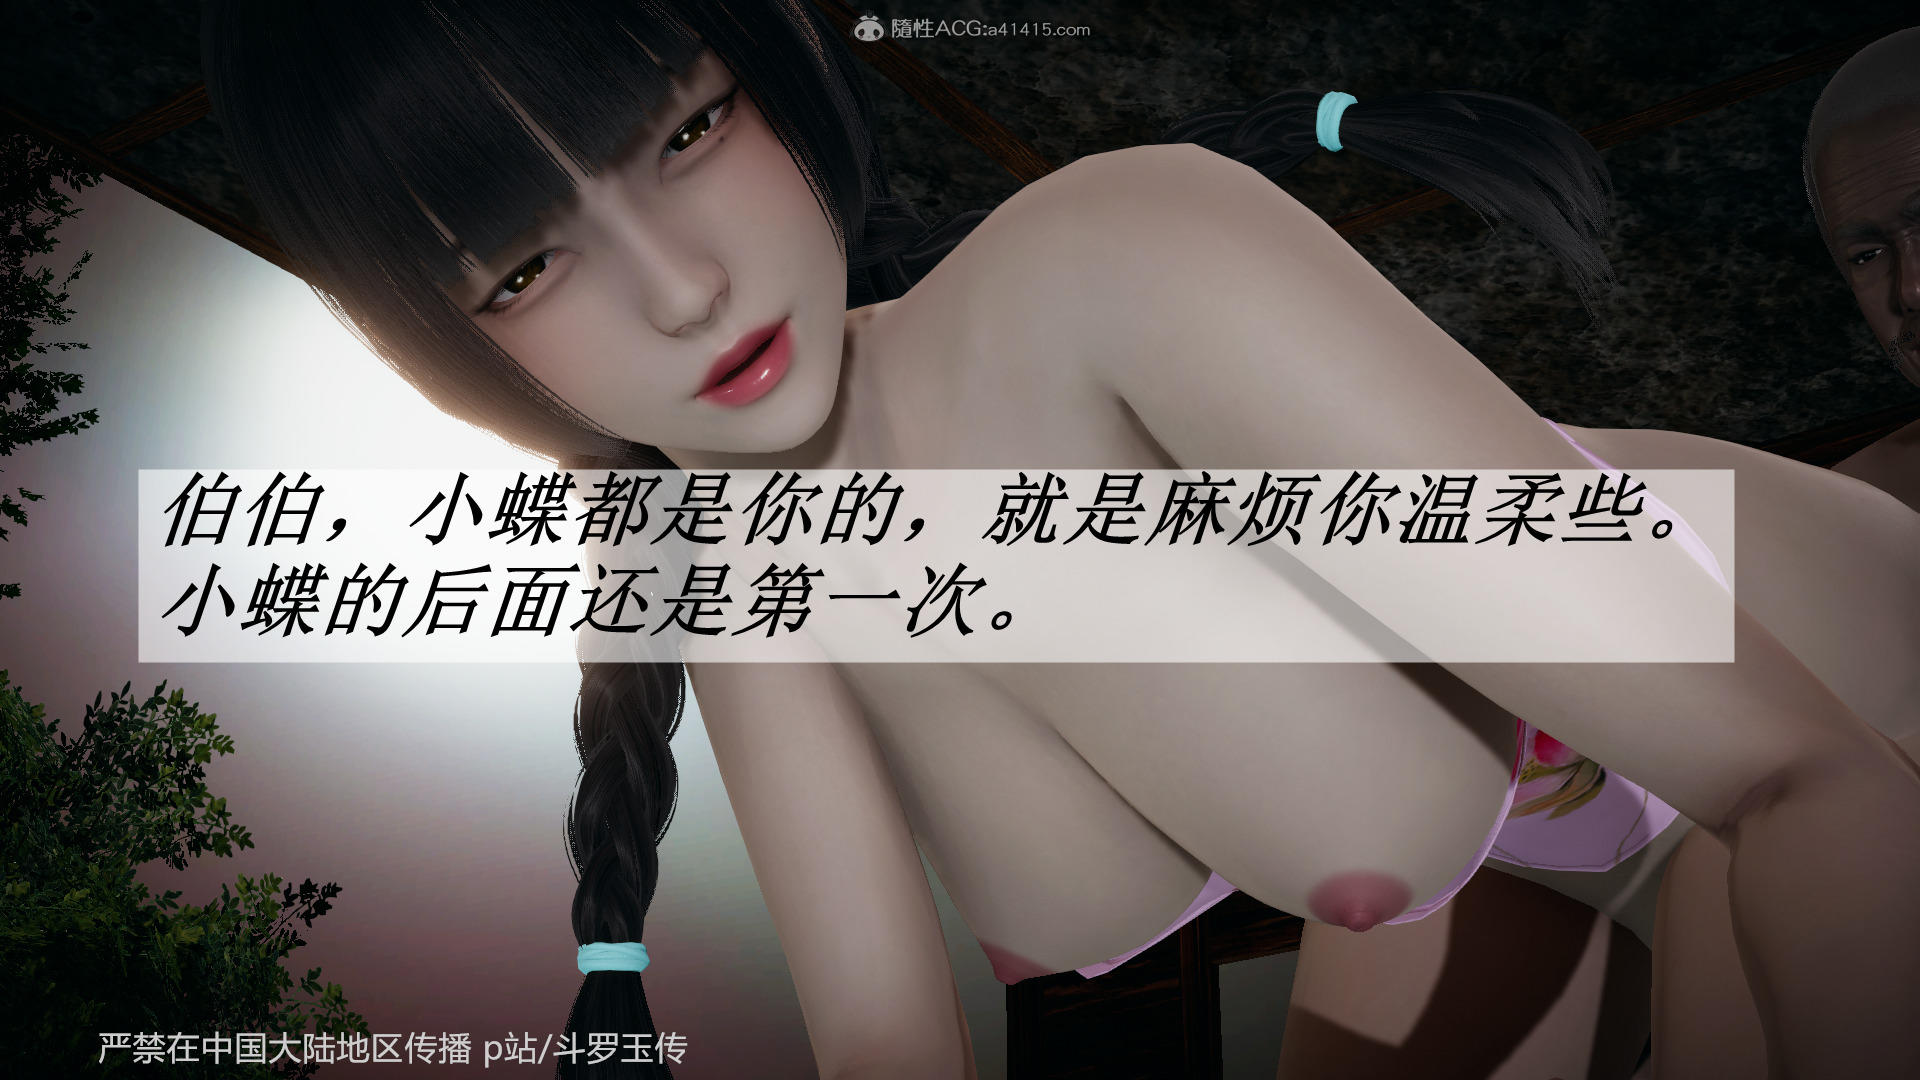 隨性ACG:a41415.com
伯伯，小蝶都是你的，就是麻烦你温柔些。
小蝶的后面还是第一次。
严禁在中国大陆地区传播 p站/斗罗玉传